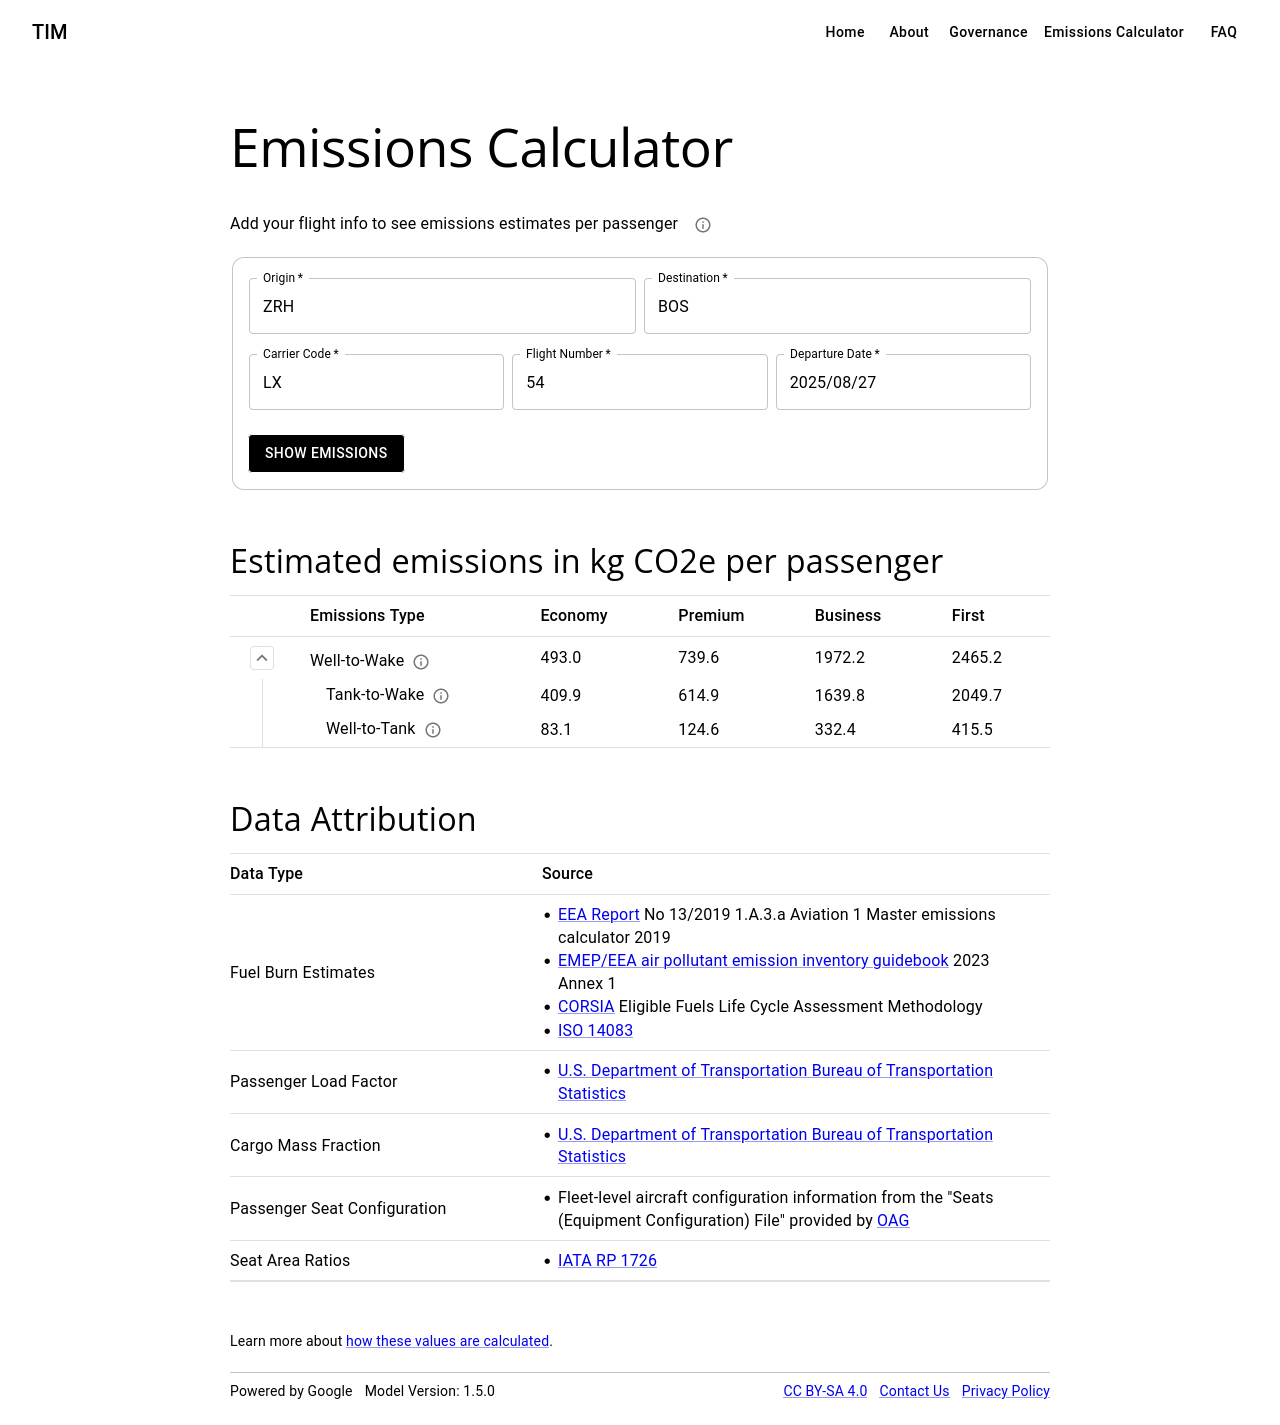 TIM
Home About Governance Emissions Calculator FAQ
Emissions Calculator
Add your flight info to see emissions estimates per passenger
Origin * Destination *
ZRH BOS
Carrier Code * Flight Number * Departure Date *
LX 54 2025/08/27
SHOW EMISSIONS
Estimated emissions in kg CO2e per passenger
Emissions Type Economy Premium Business First
Well-to-Wake 493.0 739.6 1972.2 2465.2
Tank-to-Wake 409.9 614.9 1639.8 2049.7
Well-to-Tank 83.1 124.6 332.4 415.5
Data Attribution
Data Type Source
Fuel Burn Estimates
• EEA Report No 13/2019 1.A.3.a Aviation 1 Master emissions
calculator 2019
• EMEP/EEA air pollutant emission inventory guidebook 2023
Annex 1
• CORSIA Eligible Fuels Life Cycle Assessment Methodology
• ISO 14083
Passenger Load Factor
• U.S. Department of Transportation Bureau of Transportation
Statistics
Cargo Mass Fraction
• U.S. Department of Transportation Bureau of Transportation
Statistics
Passenger Seat Configuration
• Fleet-level aircraft configuration information from the "Seats
(Equipment Configuration) File" provided by OAG
Seat Area Ratios
• IATA RP 1726
Learn more about how these values are calculated.
Powered by Google Model Version: 1.5.0 CC BY-SA 4.0 Contact Us Privacy Policy